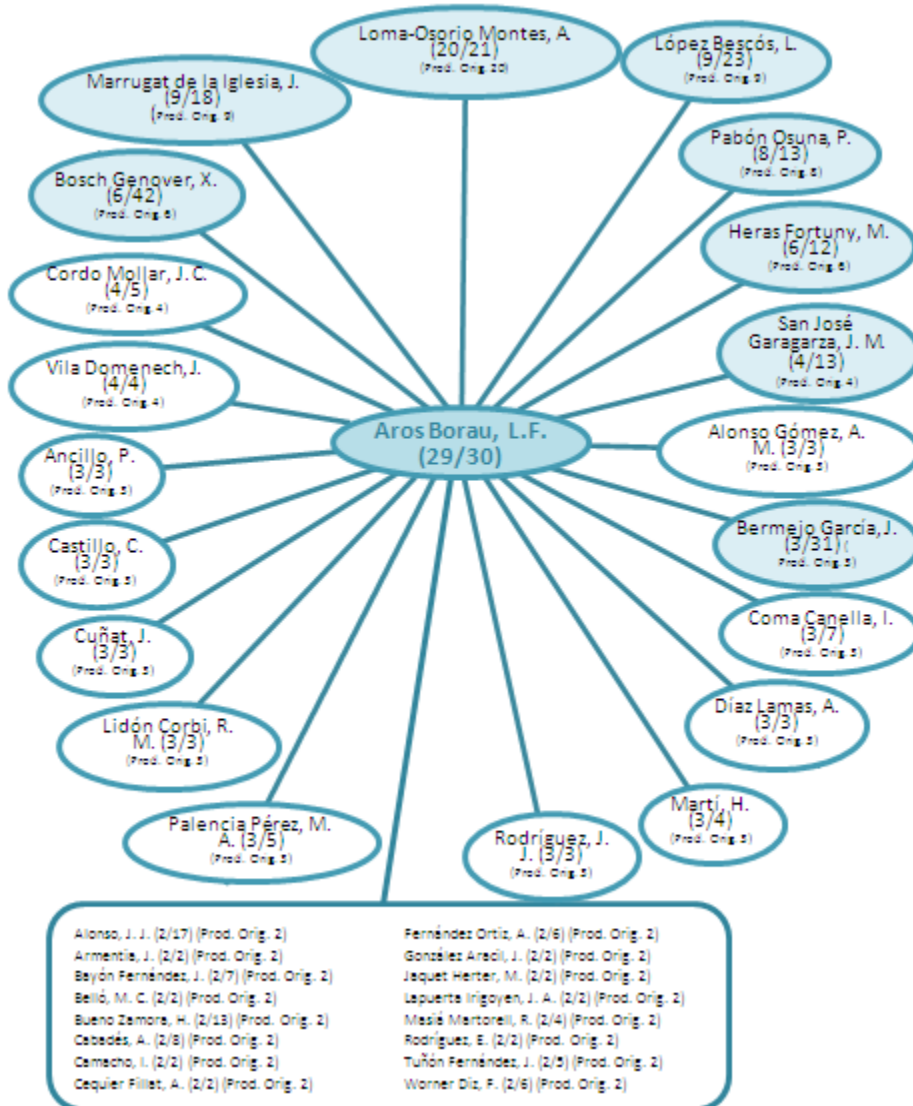 Loma-Osorio Montes, A.
(20/21)
(Prod. Orig. 20)
López Bescós, L.
(9/23)
(Prod. Orig. 9)
Marrugat de la Iglesia, J.
(9/18)
(Prod. Orig. 9)
Pabón Osuna, P.
(8/13)
(Prod. Orig. 8)
Bosch Genover, X.
(6/42)
(Prod. Orig. 6)
Heras Fortuny, M.
(6/12)
(Prod. Orig. 6)
Cordo Mollar, J. C.
(4/5)
(Prod. Orig. 4)
San José
Garagarza, J. M.
(4/13)
(Prod. Orig. 4)
Vila Domenech, J.
(4/4)
(Prod. Orig. 4)
Aros Borau, L.F.
(29/30)
Alonso Gómez, A.
M. (3/3)
(Prod. Orig. 3)
Ancillo, P.
(3/3)
(Prod. Orig. 3)
Bermejo García, J.
(3/31) (
(Prod. Orig. 3)
Castillo, C.
(3/3)
(Prod. Orig. 3)
Coma Canella, I.
(3/7)
(Prod. Orig. 3)
Cuñat, J.
(3/3)
(Prod. Orig. 3)
Díaz Lamas, A.
(3/3)
(Prod. Orig. 3)
Lidón Corbi, R.
M. (3/3)
(Prod. Orig. 3)
Martí, H.
(3/4)
(Prod. Orig. 3)
Palencia Pérez, M.
A. (3/5)
(Prod. Orig. 3)
Rodríguez, J.
J. (3/3)
(Prod. Orig. 3)
Alonso, J. J. (2/17) (Prod. Orig. 2)
Armentia, J. (2/2) (Prod. Orig. 2)
Bayón Fernández, J. (2/7) (Prod. Orig. 2)
Belló, M. C. (2/2) (Prod. Orig. 2)
Bueno Zamora, H. (2/13) (Prod. Orig. 2)
Cabadés, A. (2/8) (Prod. Orig. 2)
Camacho, I. (2/2) (Prod. Orig. 2)
Cequier Fillat, A. (2/2) (Prod. Orig. 2)
Fernández Ortiz, A. (2/6) (Prod. Orig. 2)
González Aracil, J. (2/2) (Prod. Orig. 2)
Jaquet Herter, M. (2/2) (Prod. Orig. 2)
Lapuerta Irigoyen, J. A. (2/2) (Prod. Orig. 2)
Masiá Martorell, R. (2/4) (Prod. Orig. 2)
Rodríguez, E. (2/2) (Prod. Orig. 2)
Tuñón Fernández, J. (2/5) (Prod. Orig. 2)
Worner Diz, F. (2/6) (Prod. Orig. 2)